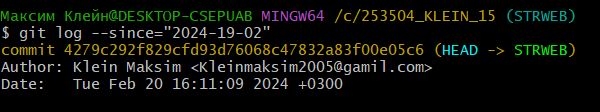 Максим Клейн@DESKTOP-CSEPUAB MINGW64 /c/253504_KLEIN_15 (STRWEB)
$ git log --since="2024-19-02"
commit 4279c292f829cfd93d76068c47832a83f00e05c6 (HEAD -> STRWEB)
Author: Klein Maksim <Kleinmaksim2005@gamil.com>
Date:   Tue Feb 20 16:11:09 2024 +0300